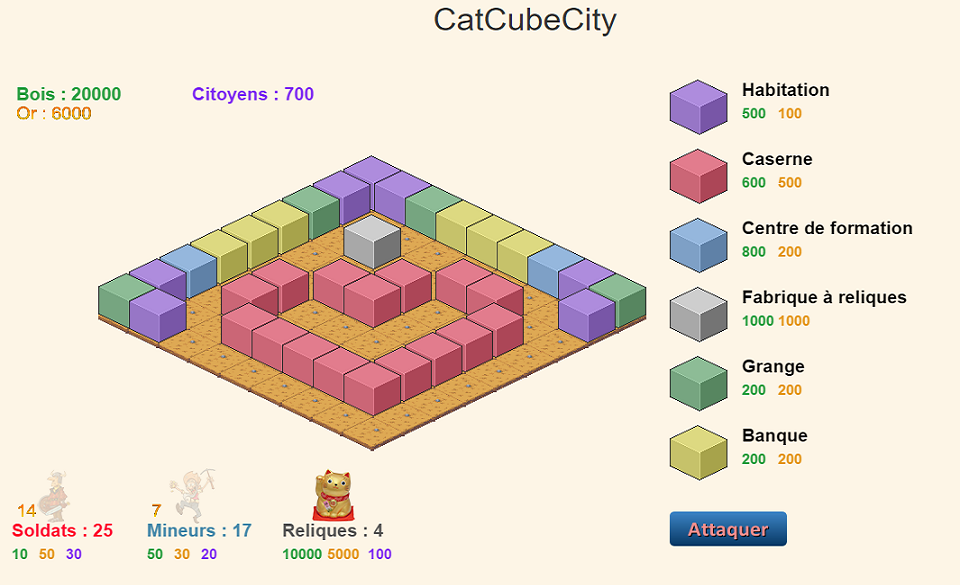 CatCubeCity
Bois : 20000
Citoyens : 700
Or : 6000
Habitation
500 100
Caserne
600 500
Centre de formation
800 200
Fabrique à reliques
1000 1000
Grange
200 200
Banque
200 200
14
Soldats : 25
10 50 30
7
Mineurs : 17
50 30 20
Reliques : 4
10000 5000 100
Attaquer